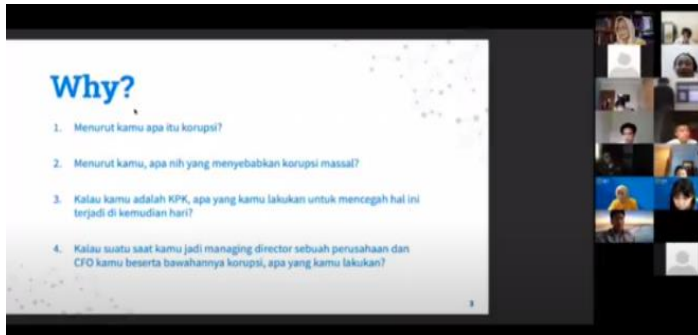 Why?
1. Menurut kamu apa itu korupsi?
2. Menurut kamu, apa nih yang menyebabkan korupsi massal?
3. Kalau kamu adalah KPK, apa yang kamu lakukan untuk mencegah hal ini
terjadi di kemudian hari?
4. Kalau suatu saat kamu jadi managing director sebuah perusahaan dan
CFO kamu beserta bawahannya korupsi, apa yang kamu lakukan?
3